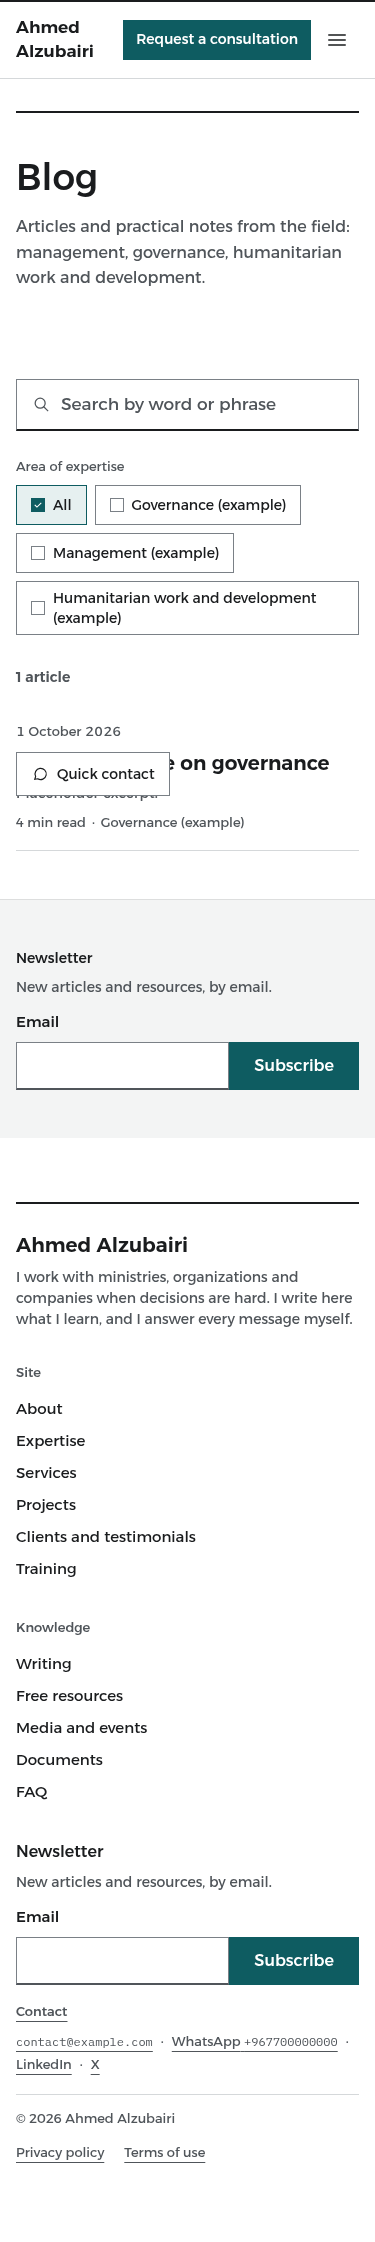 Ahmed
Alzubairi
Request a consultation
Blog
Articles and practical notes from the field:
management, governance, humanitarian
work and development.
Search by word or phrase
Area of expertise
All
Governance (example)
Management (example)
Humanitarian work and development
(example)
1 article
1 October 2026
on governance
Quick contact
4 min read · Governance (example)
Newsletter
New articles and resources, by email.
Email
Subscribe
Ahmed Alzubairi
I work with ministries, organizations and
companies when decisions are hard. I write here
what I learn, and I answer every message myself.
Site
About
Expertise
Services
Projects
Clients and testimonials
Training
Knowledge
Writing
Free resources
Media and events
Documents
FAQ
Newsletter
New articles and resources, by email.
Email
Subscribe
Contact
contact@example.com · WhatsApp +967700000000 ·
LinkedIn · X
© 2026 Ahmed Alzubairi
Privacy policy Terms of use